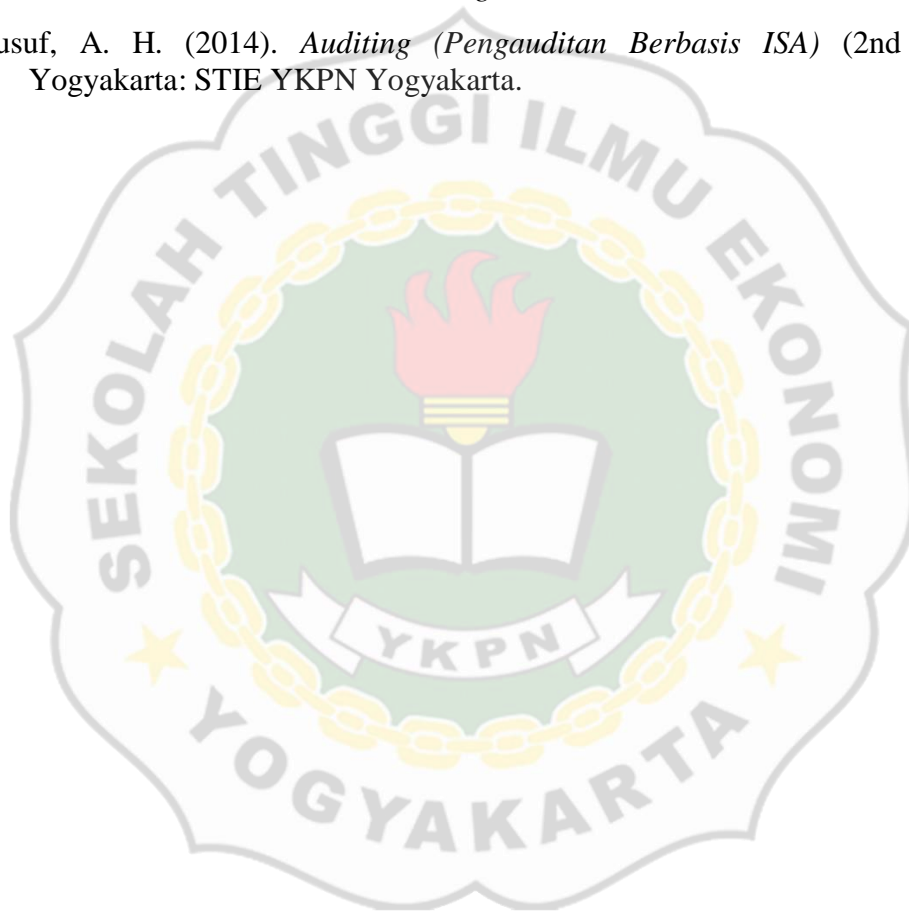 usuf, A. H. (2014). Auditing (Pengauditan Berbasis ISA) (2nd
Yogyakarta: STIE YKPN Yogyakarta.
SEKOLAH TINGGI ILMU EKONOMI
YKPN
YOGYAKARTA